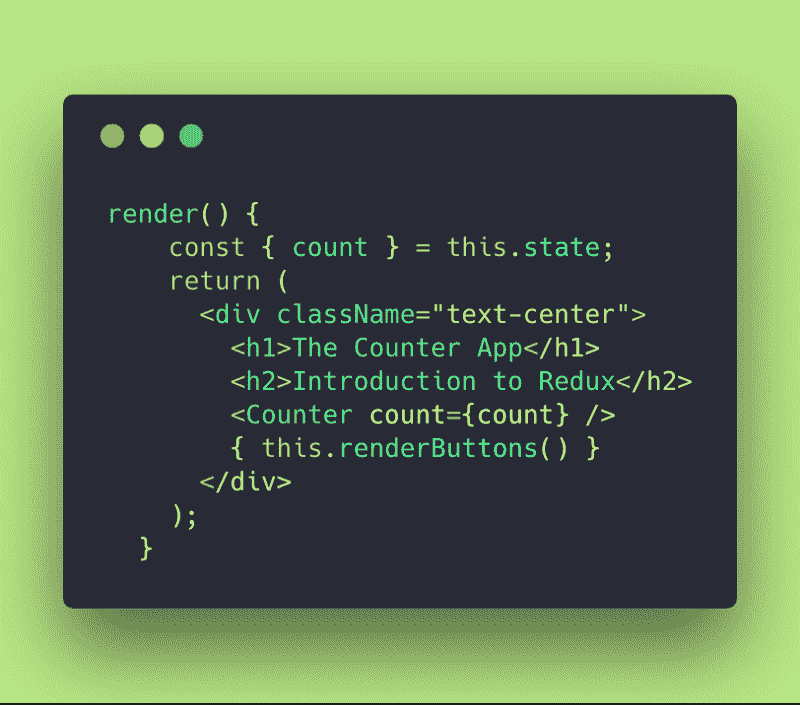 render() {
    const { count } = this.state;
    return (
      <div className="text-center">
        <h1>The Counter App</h1>
        <h2>Introduction to Redux</h2>
        <Counter count={count} />
        { this.renderButtons() }
      </div>
    );
  }